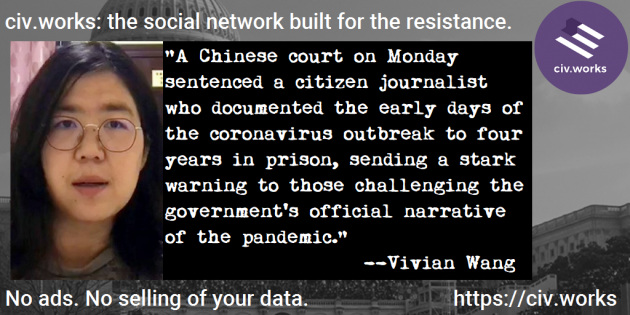 civ.works: the social network built for the resistance.
"A Chinese court on Monday
sentenced a citizen journalist
who documented the early days of
the coronavirus outbreak to four
years in prison, sending a stark
warning to those challenging the
government's official narrative
of the pandemic."
--Vivian Wang
civ.works
No ads. No selling of your data.
https://civ.works